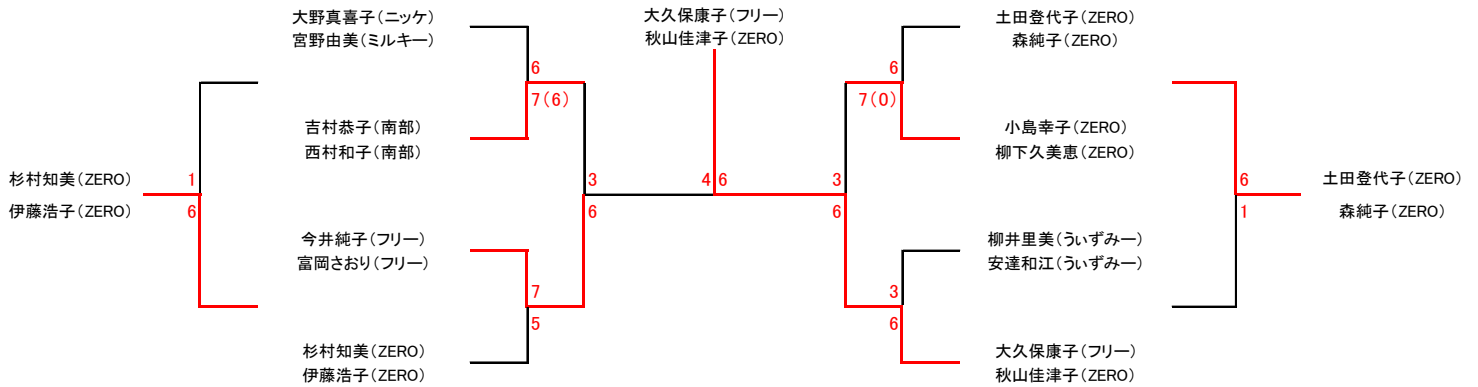 大野真喜子(ニッケ)
宮野由美(ミルキー)
大久保康子(フリー)
秋山佳津子(ZERO)
土田登代子(ZERO)
森純子(ZERO)
6
7(6)
6
7(0)
吉村恭子(南部)
西村和子(南部)
小島幸子(ZERO)
柳下久美恵(ZERO)
杉村知美(ZERO)
伊藤浩子(ZERO)
1
6
3
6
4 6
3
6
6
1
土田登代子(ZERO)
森純子(ZERO)
今井純子(フリー)
富岡さおり(フリー)
柳井里美(うぃずみー)
安達和江(うぃずみー)
7
5
3
6
杉村知美(ZERO)
伊藤浩子(ZERO)
大久保康子(フリー)
秋山佳津子(ZERO)